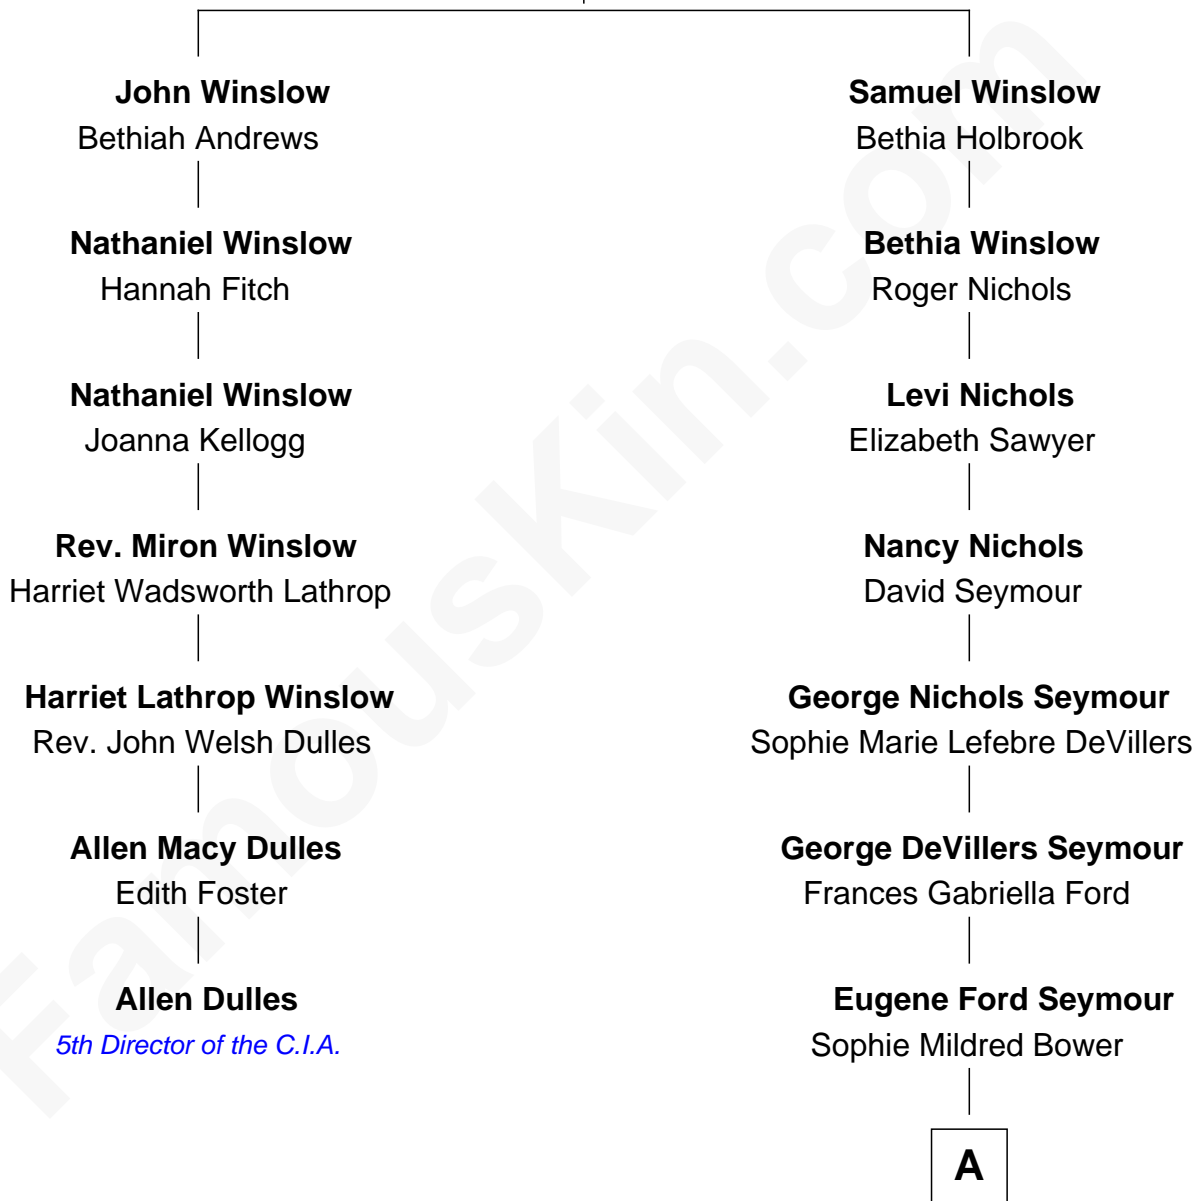 John Winslow
Bethiah Andrews
Nathaniel Winslow
Hannah Fitch
Nathaniel Winslow
Joanna Kellogg
Rev. Miron Winslow
Harriet Wadsworth Lathrop
Harriet Lathrop Winslow
Rev. John Welsh Dulles
Allen Macy Dulles
Edith Foster
Allen Dulles
5th Director of the C.I.A.
Samuel Winslow
Bethia Holbrook
Bethia Winslow
Roger Nichols
Levi Nichols
Elizabeth Sawyer
Nancy Nichols
David Seymour
George Nichols Seymour
Sophie Marie Lefebre DeVillers
George DeVillers Seymour
Frances Gabriella Ford
Eugene Ford Seymour
Sophie Mildred Bower
A
FamousKin.com